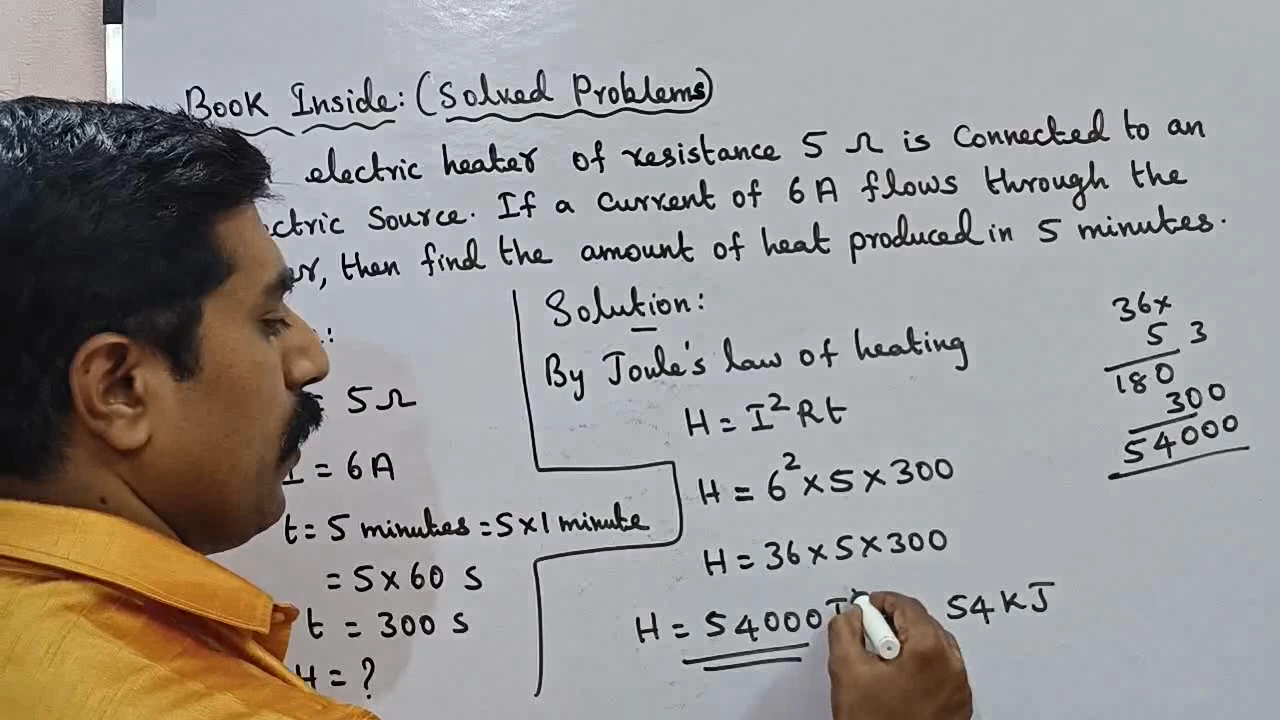 Book Inside: (Solved Problems)
electric heater of resistance 5 Ω is connected to an
ctric source. If a current of 6 A flows through the
er, then find the amount of heat produced in 5 minutes.
5 Ω
I = 6 A
t = 5 minutes = 5 × 1 minute
= 5 × 60 s
t = 300 s
H = ?
Solution:
By Joule's law of heating
H = I² R t
H = 6² × 5 × 300
H = 36 × 5 × 300
H = 54000 J
54 KJ
36 ×
5 3
180
300
54000